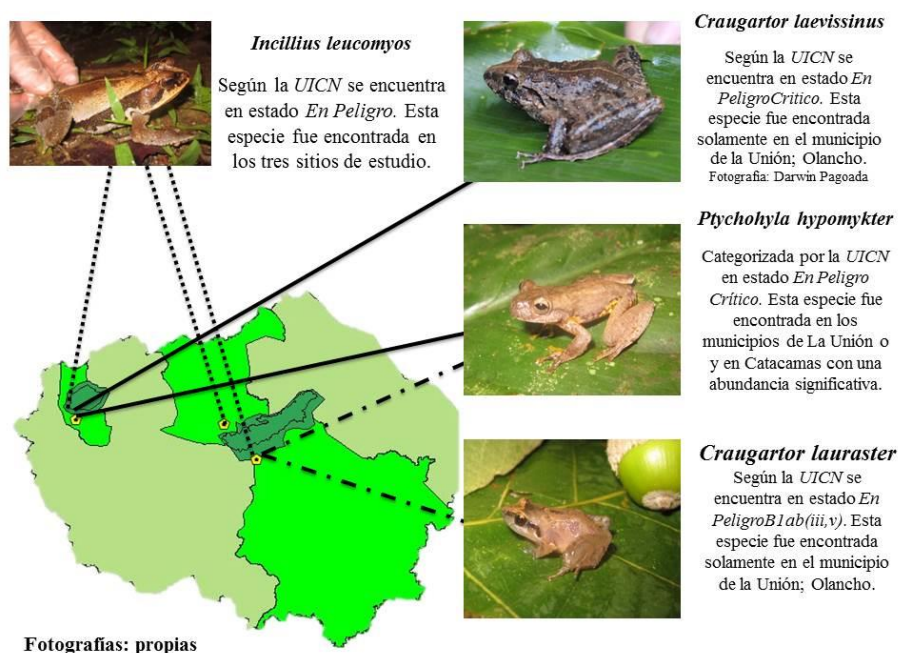 Incillius leucomyos
Según la UICN se encuentra
en estado En Peligro. Esta
especie fue encontrada en
los tres sitios de estudio.
Craugartor laevissinus
Según la UICN se
encuentra en estado En
PeligroCritico. Esta
especie fue encontrada
solamente en el municipio
de la Unión; Olancho.
Fotografía: Darwin Pagoada
Ptychohyla hypomykter
Categorizada por la UICN
en estado En Peligro
Crítico. Esta especie fue
encontrada en los
municipios de La Unión o
y en Catacamas con una
abundancia significativa.
Craugartor lauraster
Según la UICN se
encuentra en estado En
PeligroB1ab(iii,v). Esta
especie fue encontrada
solamente en el municipio
de la Unión; Olancho.
Fotografías: propias